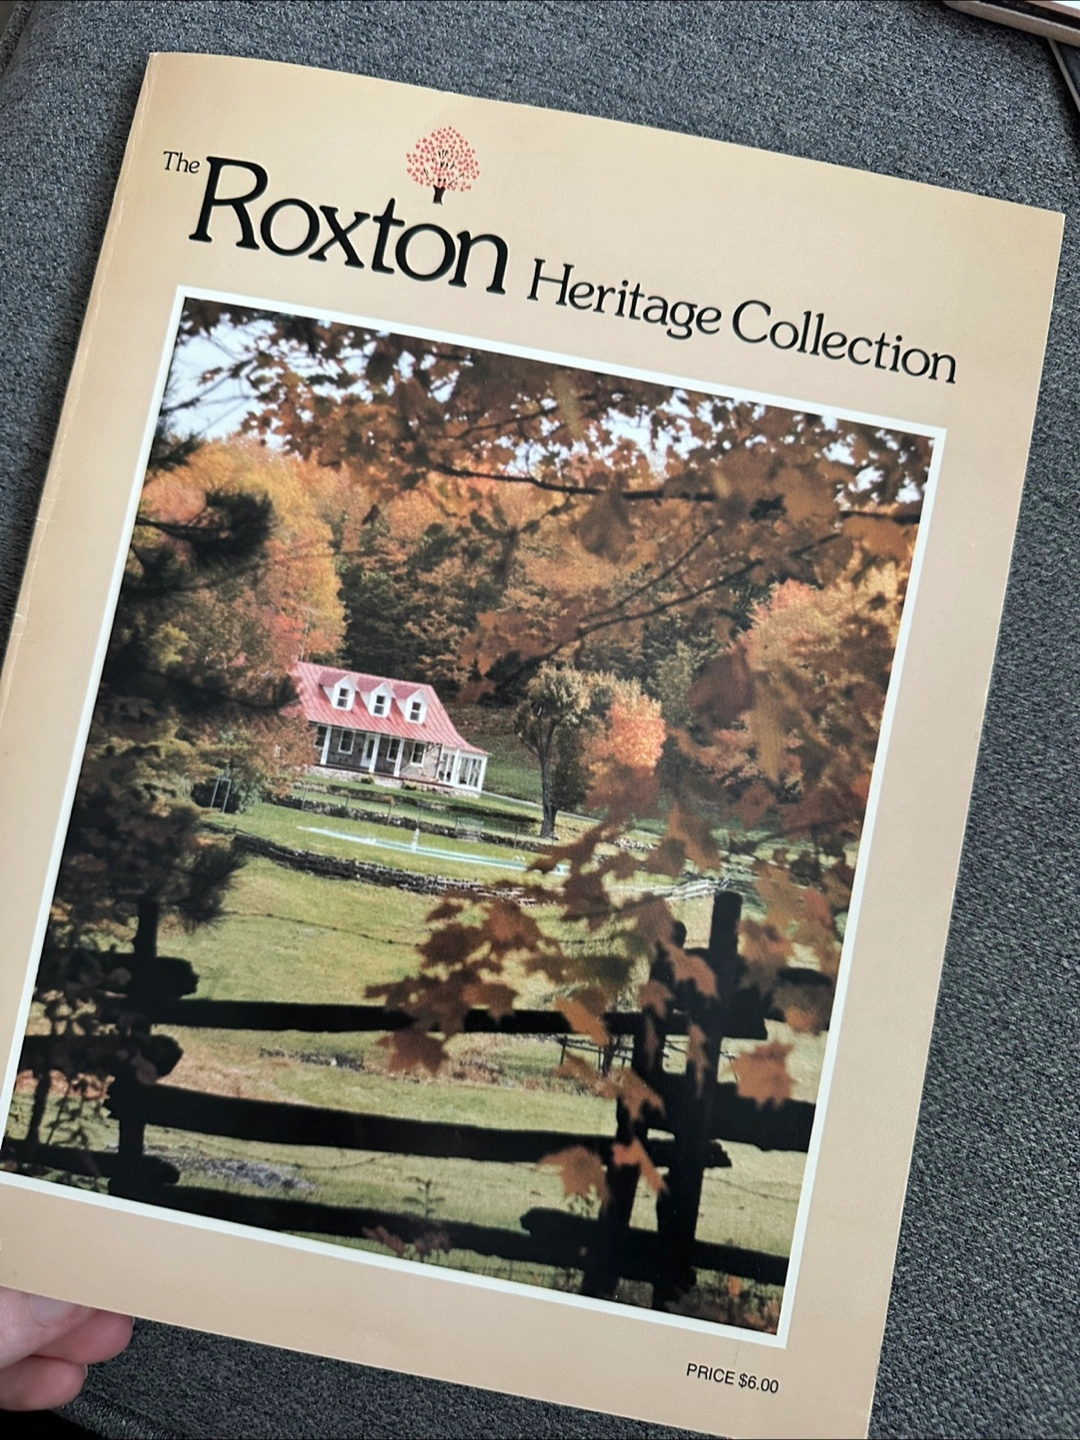 The Roxton Heritage Collection
PRICE $6.00